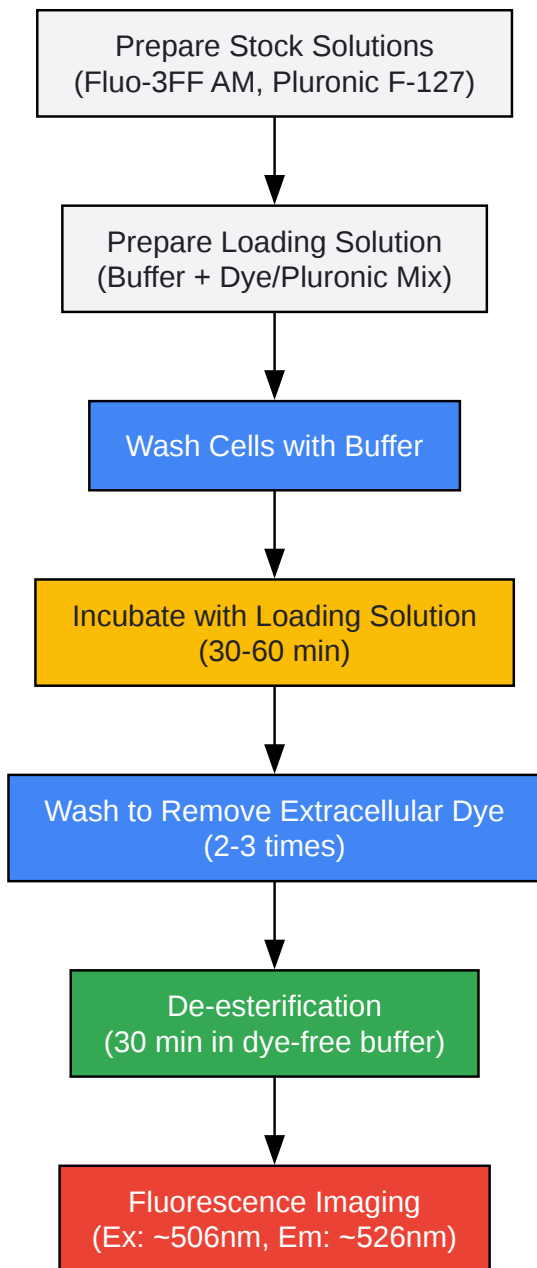 Prepare Stock Solutions
(Fluo-3FF AM, Pluronic F-127)
Prepare Loading Solution
(Buffer + Dye/Pluronic Mix)
Wash Cells with Buffer
Incubate with Loading Solution
(30-60 min)
Wash to Remove Extracellular Dye
(2-3 times)
De-esterification
(30 min in dye-free buffer)
Fluorescence Imaging
(Ex: ~506nm, Em: ~526nm)